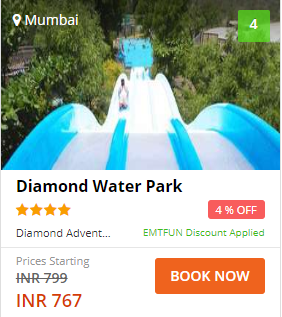 Mumbai
4
Diamond Water Park
4 % OFF
Diamond Advent...
EMTFUN Discount Applied
Prices Starting
INR 799
INR 767
BOOK NOW